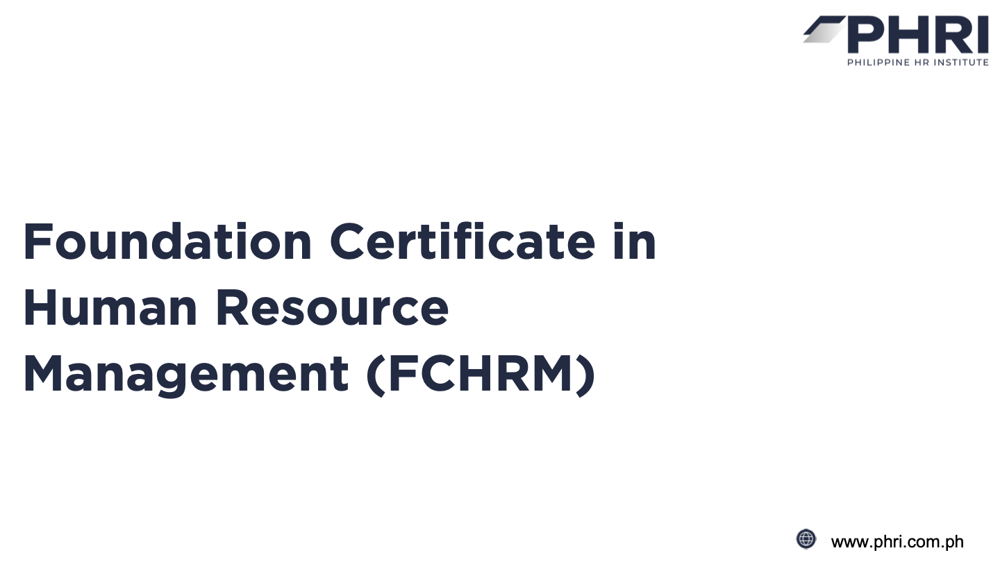 PHRI
PHILIPPINE HR INSTITUTE
Foundation Certificate in
Human Resource
Management (FCHRM)
www.phri.com.ph